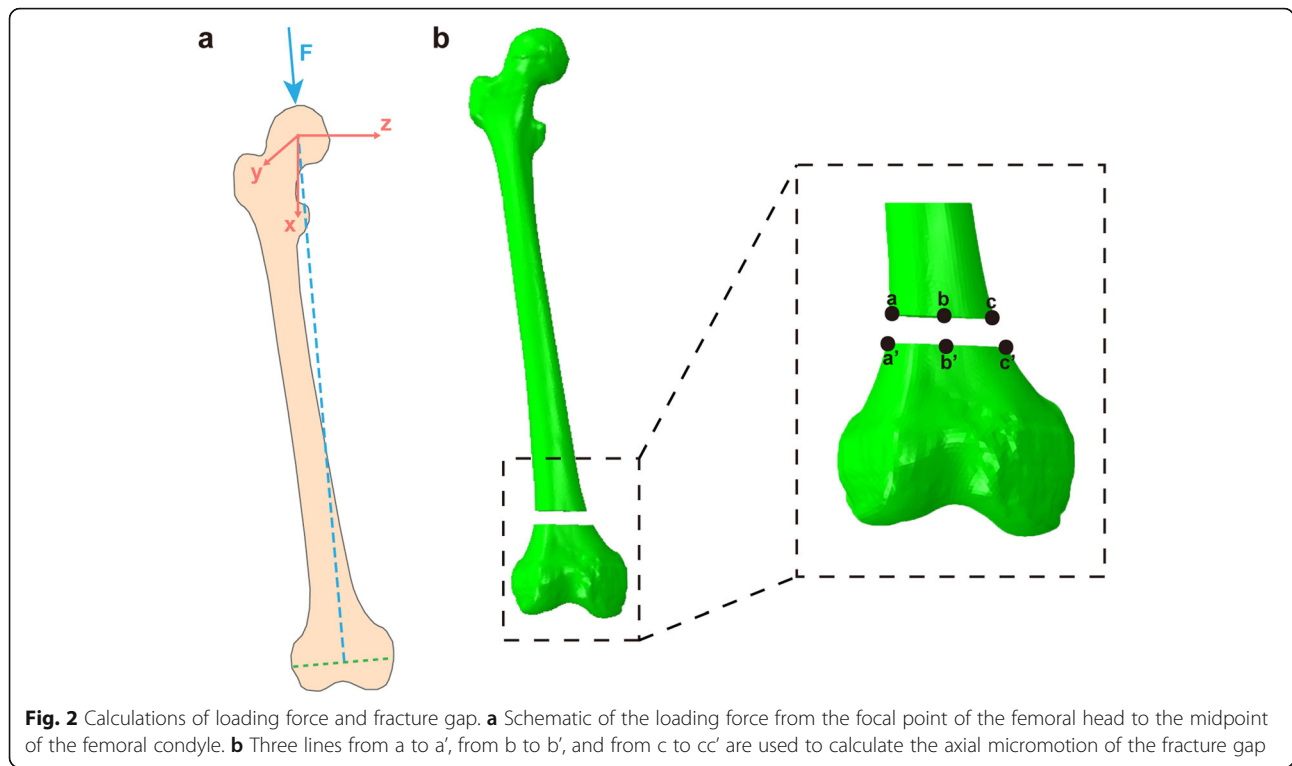 a
F
z
y
x
b
a
b
c
a’
b’
c’
Fig. 2 Calculations of loading force and fracture gap. a Schematic of the loading force from the focal point of the femoral head to the midpoint
of the femoral condyle. b Three lines from a to a’, from b to b’, and from c to cc’ are used to calculate the axial micromotion of the fracture gap